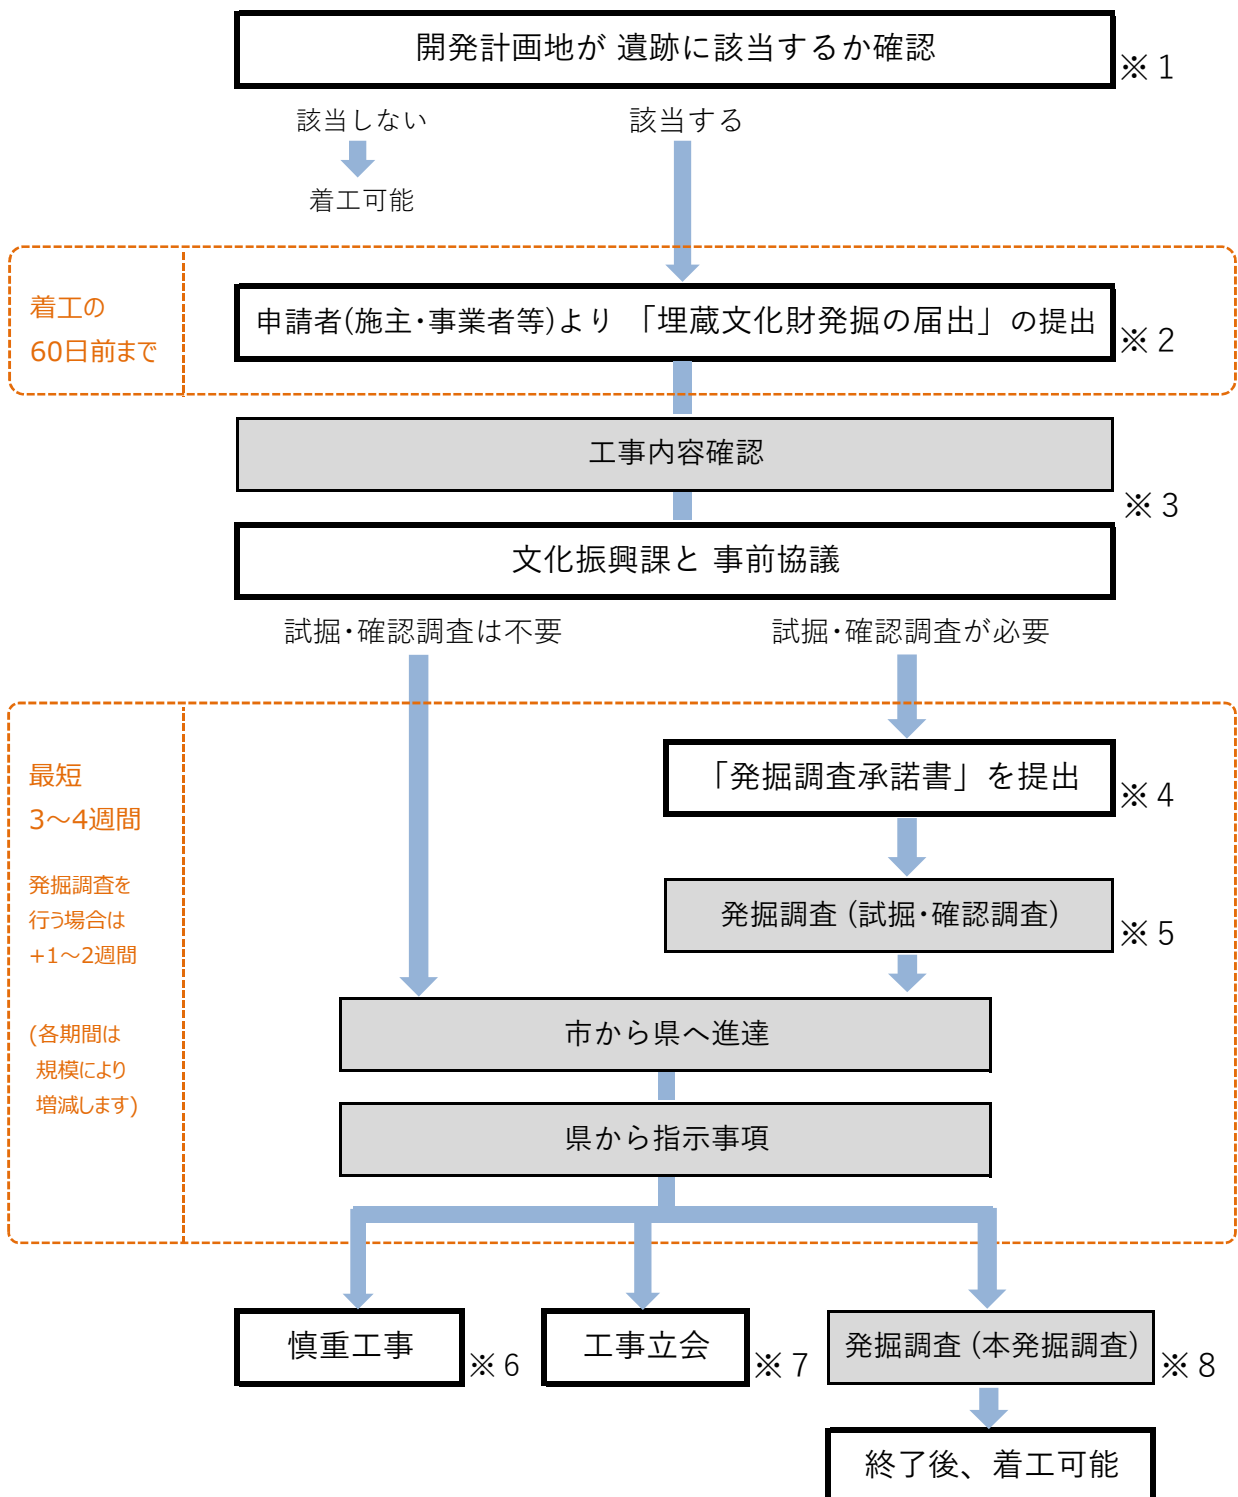 開発計画地が 遺跡に該当するか確認
※1
該当しない
該当する
着工可能
着工の
60日前まで
申請者(施主・事業者等)より 「埋蔵文化財発掘の届出」の提出
※2
工事内容確認
※3
文化振興課と 事前協議
試掘・確認調査は不要
試掘・確認調査が必要
最短
3～4週間
発掘調査を
行う場合は
+1～2週間
(各期間は
規模により
増減します)
「発掘調査承諾書」を提出
※4
発掘調査 (試掘・確認調査)
※5
市から県へ進達
県から指示事項
慎重工事
※6
工事立会
※7
発掘調査 (本発掘調査)
※8
終了後、着工可能